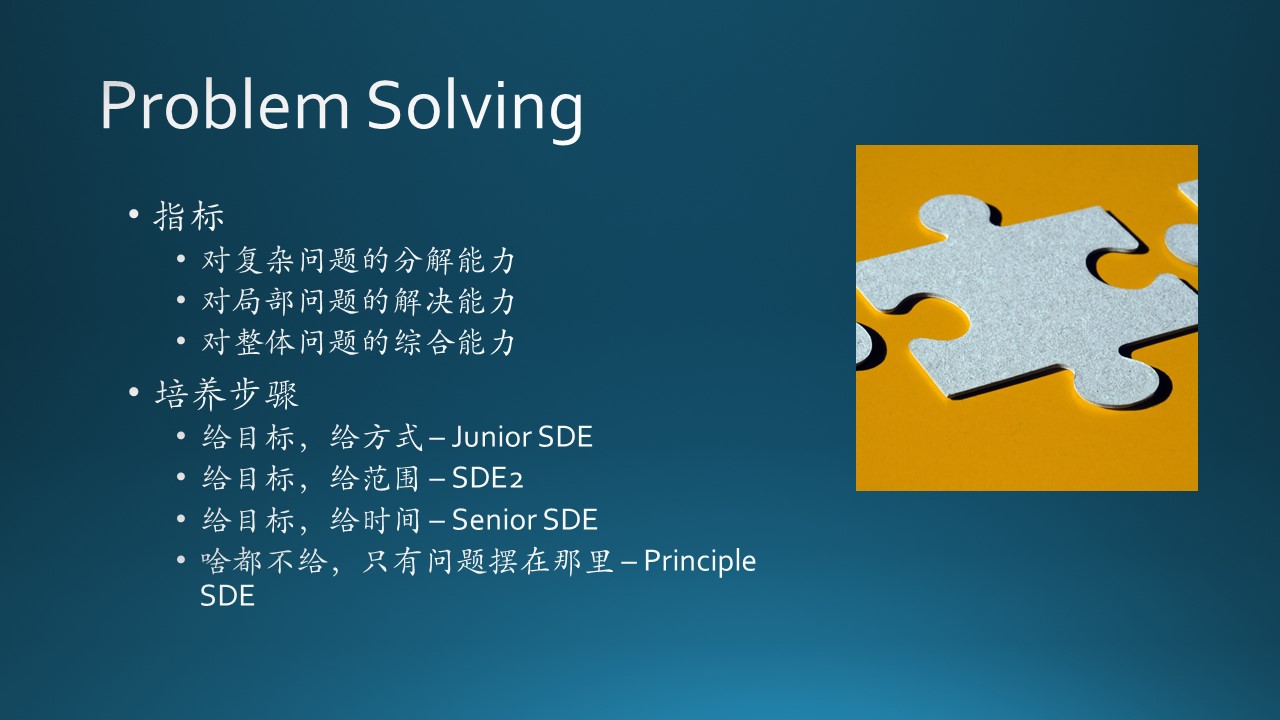 Problem Solving
• 指标
• 对复杂问题的分解能力
• 对局部问题的解决能力
• 对整体问题的综合能力
• 培养步骤
• 给目标，给方式 – Junior SDE
• 给目标，给范围 – SDE2
• 给目标，给时间 – Senior SDE
• 啥都不给，只有问题摆在那里 – Principle
SDE